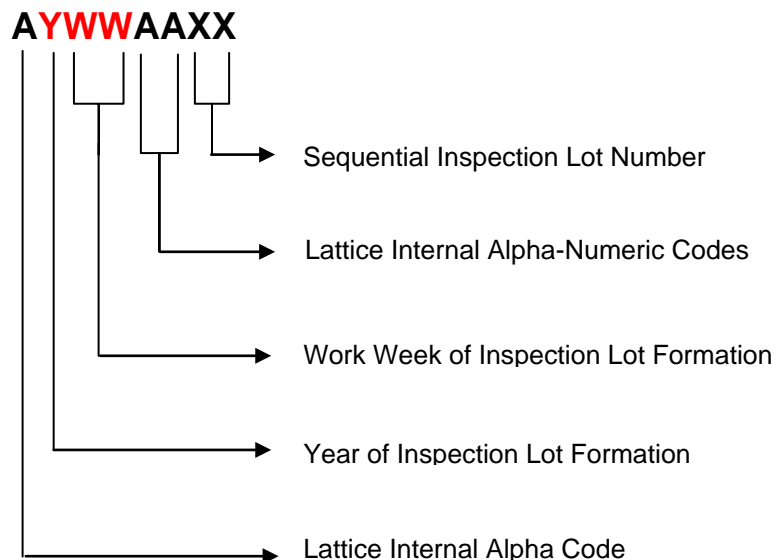 AYWWAAXX
Sequential Inspection Lot Number
Lattice Internal Alpha-Numeric Codes
Work Week of Inspection Lot Formation
Year of Inspection Lot Formation
Lattice Internal Alpha Code